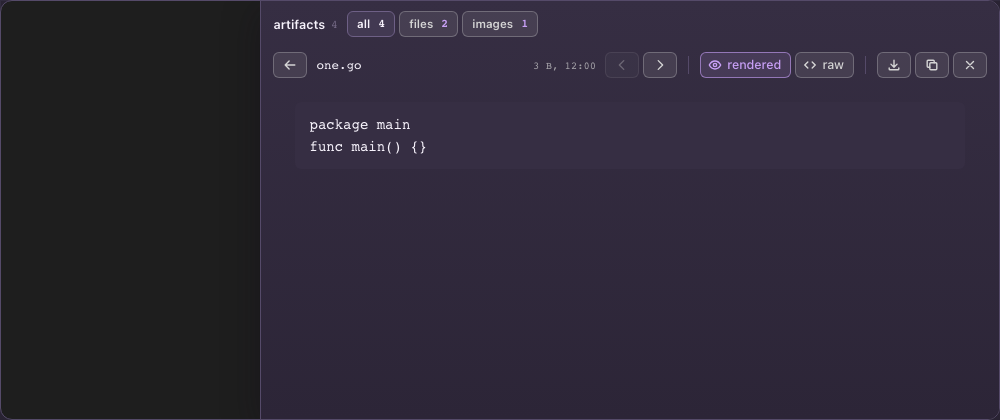 artifacts 4 all 4 files 2 images 1
one.go 3 B, 12:00 rendered raw
package main
func main() {}